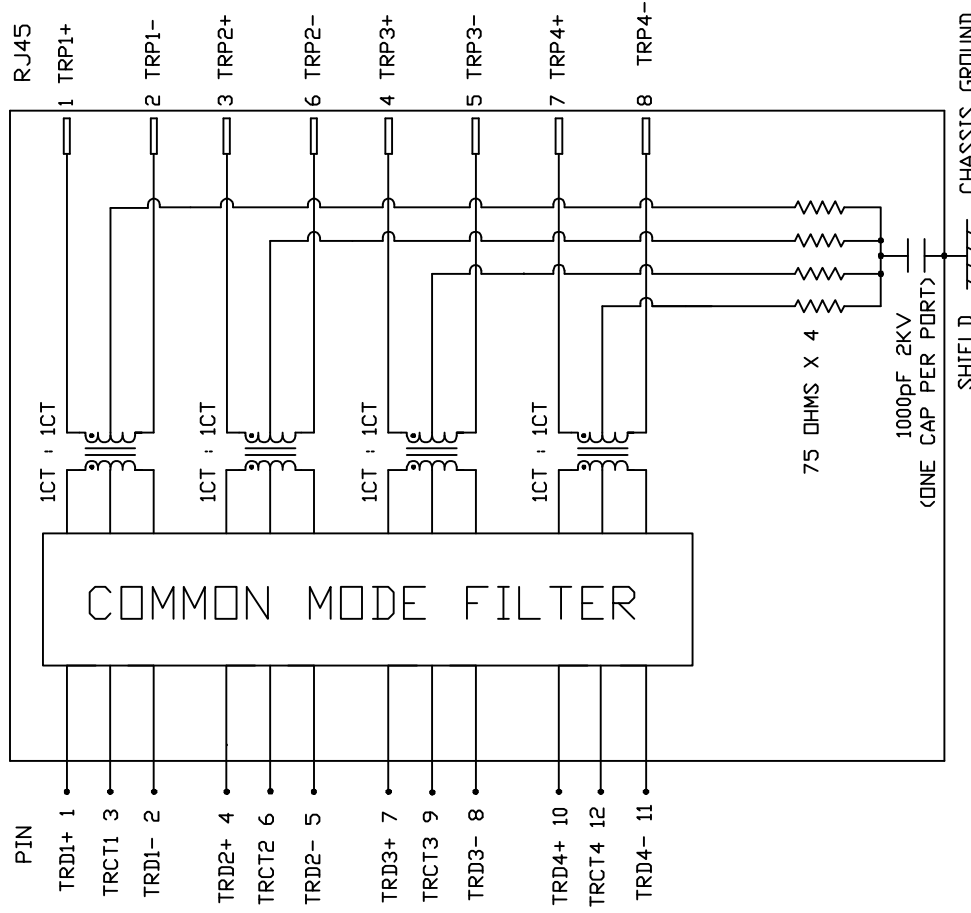 RJ45
1 TRP1+
2 TRP1-
3 TRP2+
6 TRP2-
4 TRP3+
5 TRP3-
7 TRP4+
8 TRP4-
1CT : 1CT
1CT : 1CT
1CT : 1CT
1CT : 1CT
75 OHMS X 4
1000pF 2KV
(ONE CAP PER PORT)
SHIELD
CHASSIS GROUND
COMMON MODE FILTER
PIN
TRD1+ 1
TRCT1 3
TRD1- 2
TRD2+ 4
TRCT2 6
TRD2- 5
TRD3+ 7
TRCT3 9
TRD3- 8
TRD4+ 10
TRCT4 12
TRD4- 11